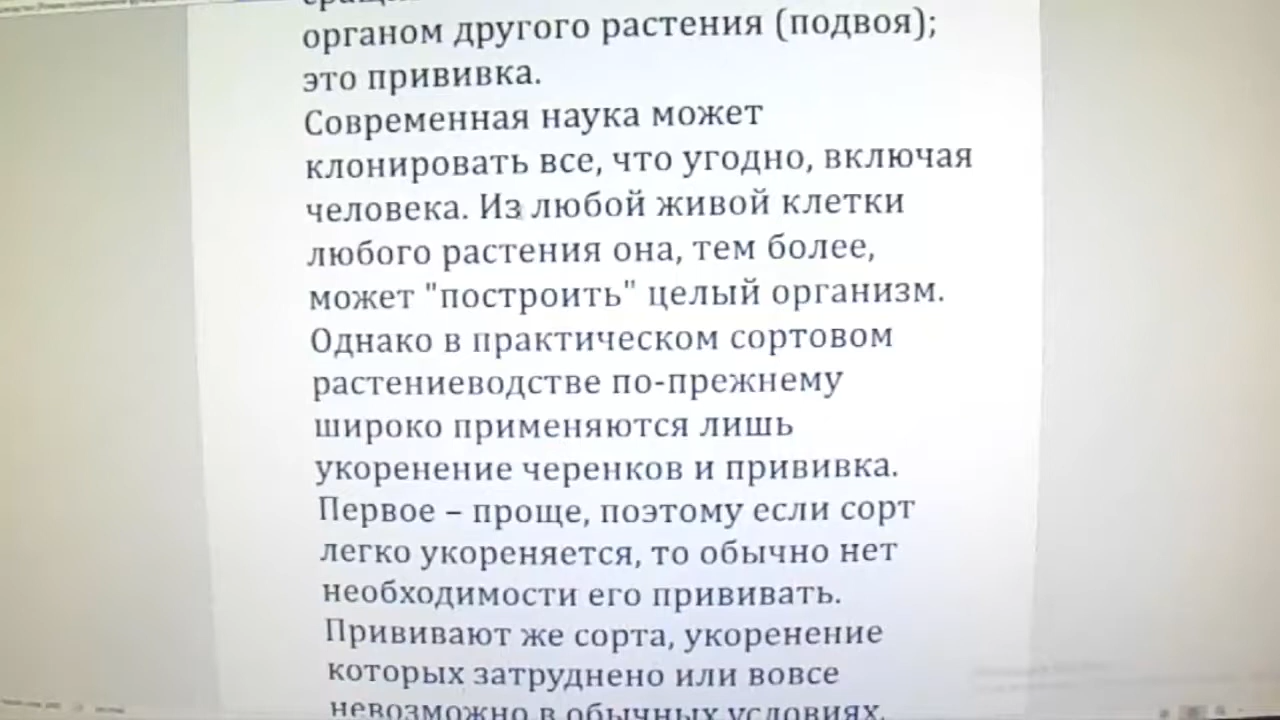 органом другого растения (подвоя);
это прививка.
Современная наука может
клонировать все, что угодно, включая
человека. Из любой живой клетки
любого растения она, тем более,
может "построить" целый организм.
Однако в практическом сортовом
растениеводстве по-прежнему
широко применяются лишь
укоренение черенков и прививка.
Первое – проще, поэтому если сорт
легко укореняется, то обычно нет
необходимости его прививать.
Прививают же сорта, укоренение
которых затруднено или вовсе
невозможно в обычных условиях.